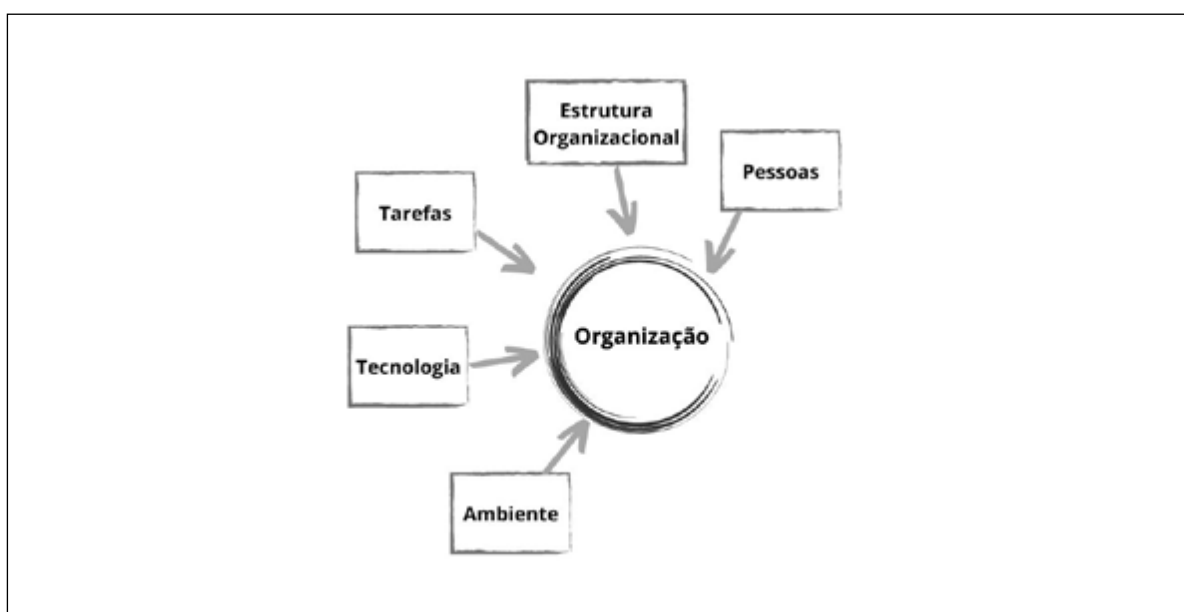 Estrutura
Organizacional
Pessoas
Tarefas
Organização
Tecnologia
Ambiente